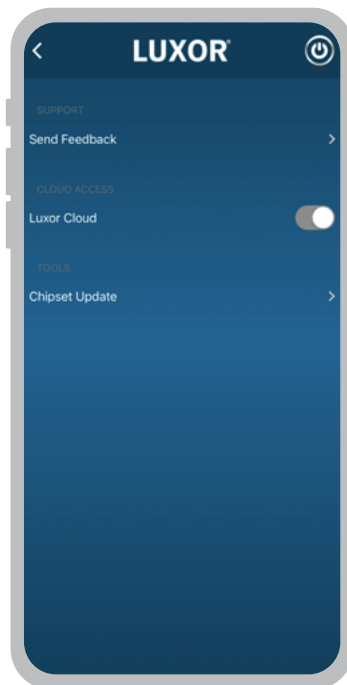 LUXOR®
SUPPORT
Send Feedback
CLOUD ACCESS
Luxor Cloud
TOOLS
Chipset Update